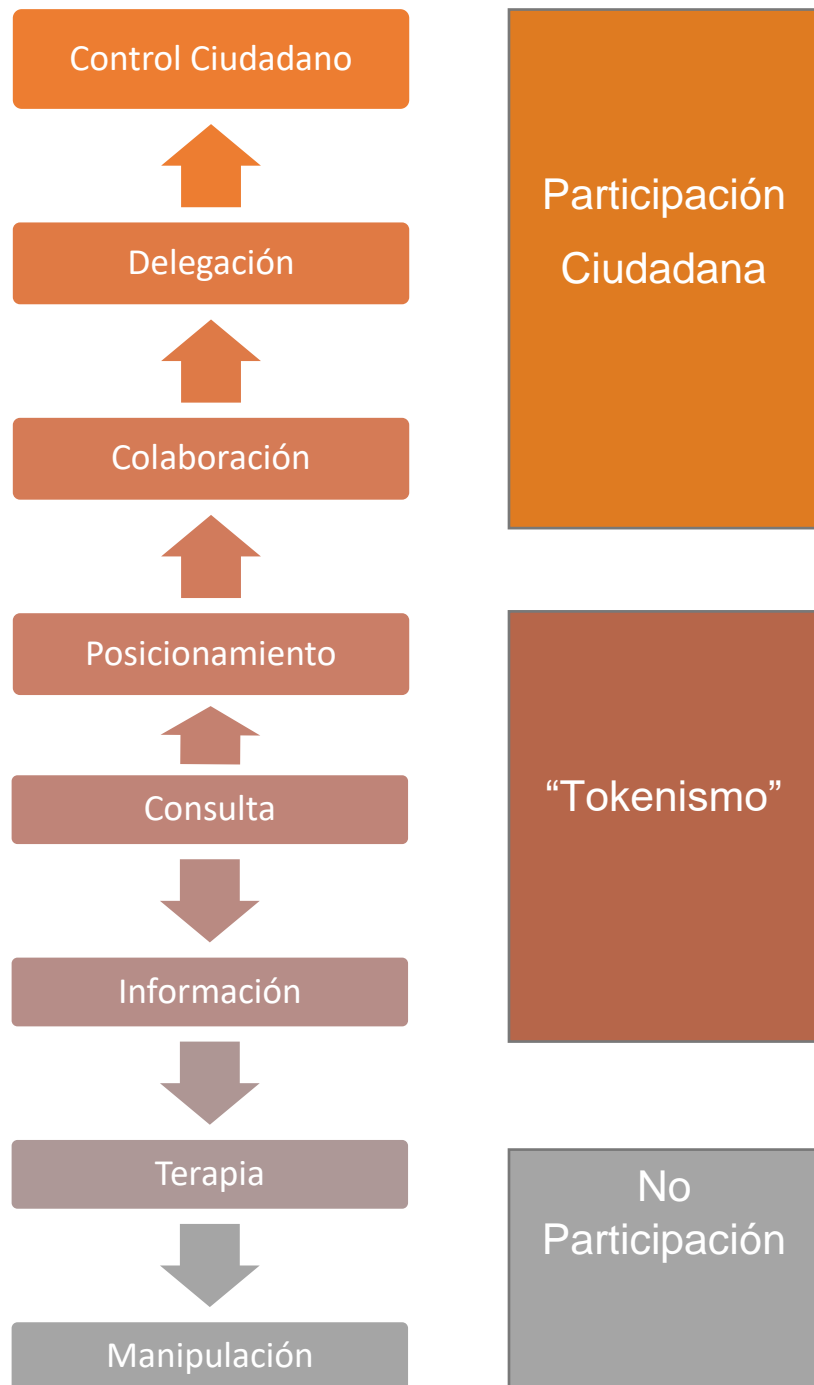 Control Ciudadano
Delegación
Colaboración
Posicionamiento
Consulta
Información
Terapia
Manipulación
Participación
Ciudadana
“Tokenismo”
No
Participación